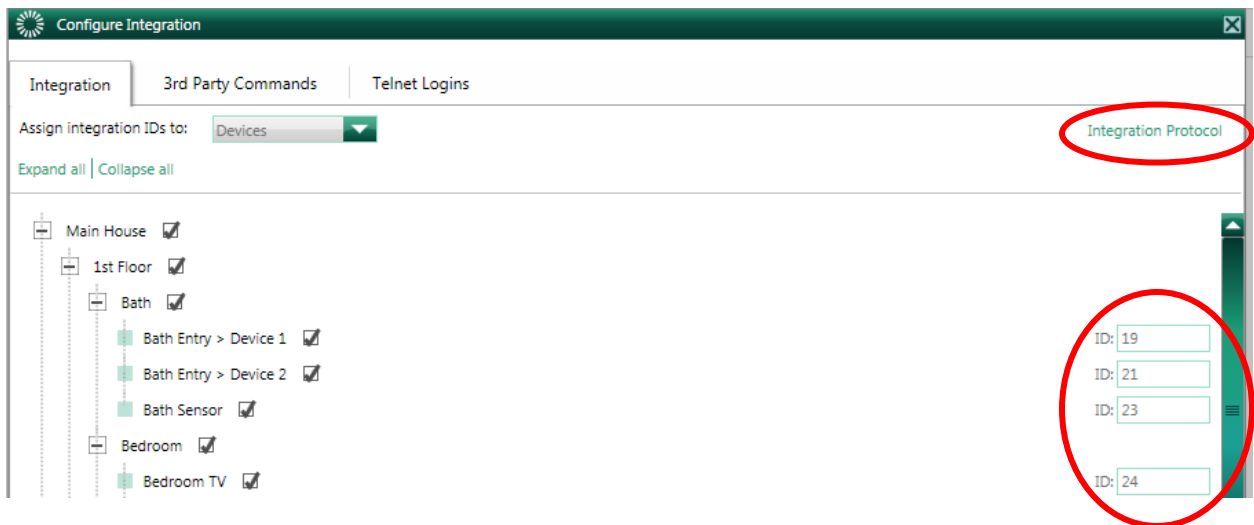 Configure Integration
Integration 3rd Party Commands Telnet Logins
Assign integration IDs to: Devices Integration Protocol
Expand all | Collapse all
Main House
1st Floor
Bath
Bath Entry > Device 1 ID: 19
Bath Entry > Device 2 ID: 21
Bath Sensor ID: 23
Bedroom
Bedroom TV ID: 24